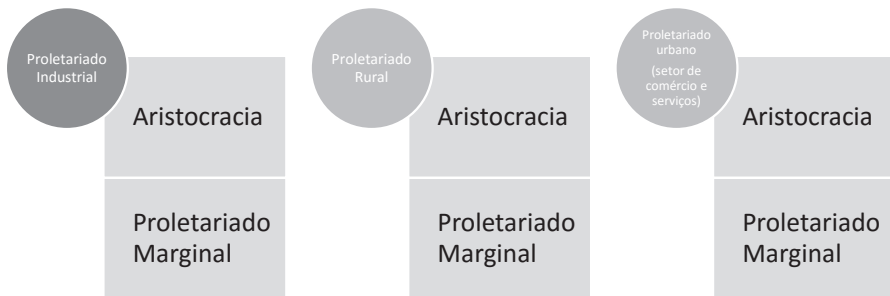 Proletariado
Industrial
Aristocracia
Proletariado
Marginal
Proletariado
Rural
Aristocracia
Proletariado
Marginal
Proletariado
urbano
(setor de
comércio e
serviços)
Aristocracia
Proletariado
Marginal